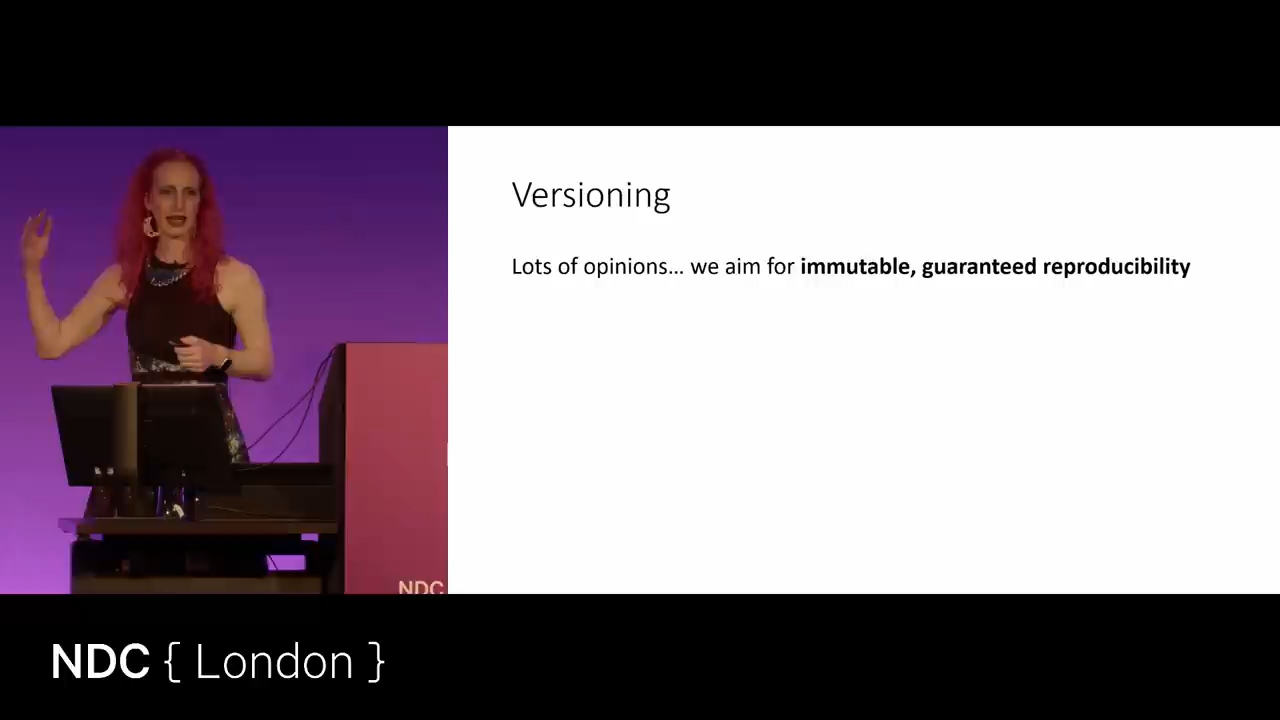 Versioning
Lots of opinions... we aim for immutable, guaranteed reproducibility
NDC
NDC { London }